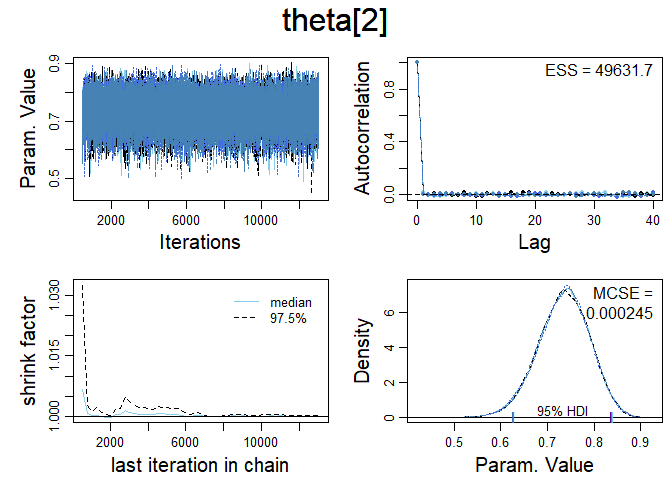 theta[2]
Param. Value
0.5 0.7 0.9
2000 6000 10000
Iterations
Autocorrelation
0.0 0.4 0.8
ESS = 49631.7
0 10 20 30 40
Lag
shrink factor
1.000 1.015 1.030
median
97.5%
2000 6000 10000
last iteration in chain
Density
0 2 4 6
MCSE =
0.000245
95% HDI
0.5 0.6 0.7 0.8 0.9
Param. Value